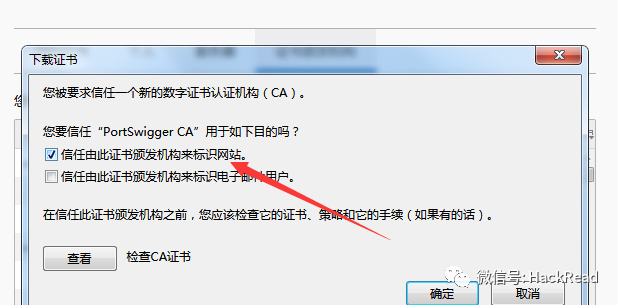 下载证书
您被要求信任一个新的数字证书认证机构（CA）。
您要信任“PortSwigger CA”用于如下目的吗？
信任由此证书颁发机构来标识网站。
信任由此证书颁发机构来标识电子邮件用户。
在信任此证书颁发机构之前，您应该检查它的证书、策略和它的手续（如果有的话）。
查看 检查CA证书
确定 取消
微信号: HackRead